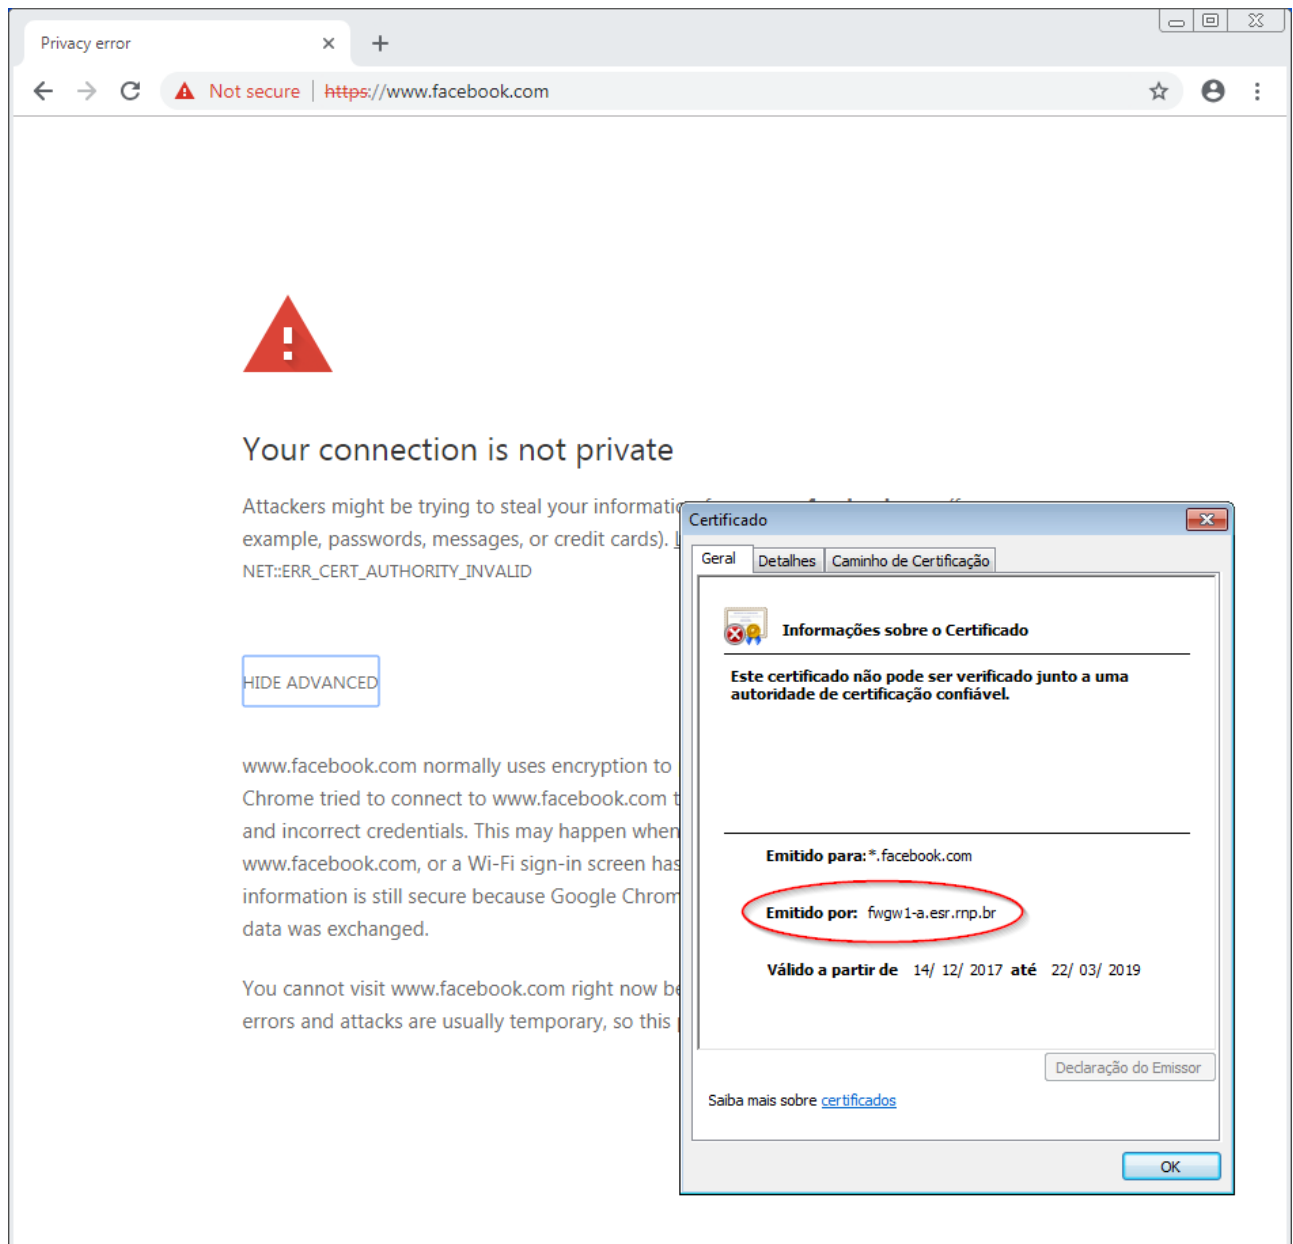 Privacy error
Not secure | https://www.facebook.com
Your connection is not private
Attackers might be trying to steal your
example, passwords, messages, or credit cards).
NET::ERR_CERT_AUTHORITY_INVALID
HIDE ADVANCED
www.facebook.com normally uses encryption to
Chrome tried to connect to www.facebook.com
and incorrect credentials. This may happen when
www.facebook.com, or a Wi-Fi sign-in screen has
information is still secure because Google
data was exchanged.
You cannot visit www.facebook.com right now
errors and attacks are usually temporary, so this
Certificado
Geral
Detalhes
Caminho de Certificação
Informações sobre o Certificado
Este certificado não pode ser verificado junto a uma
autoridade de certificação confiável.
Emitido para: *.facebook.com
Emitido por: fwgw1-a.esr.rnp.br
Válido a partir de 14/ 12/ 2017 até 22/ 03/ 2019
Declaração do Emissor
Saiba mais sobre certificados
OK